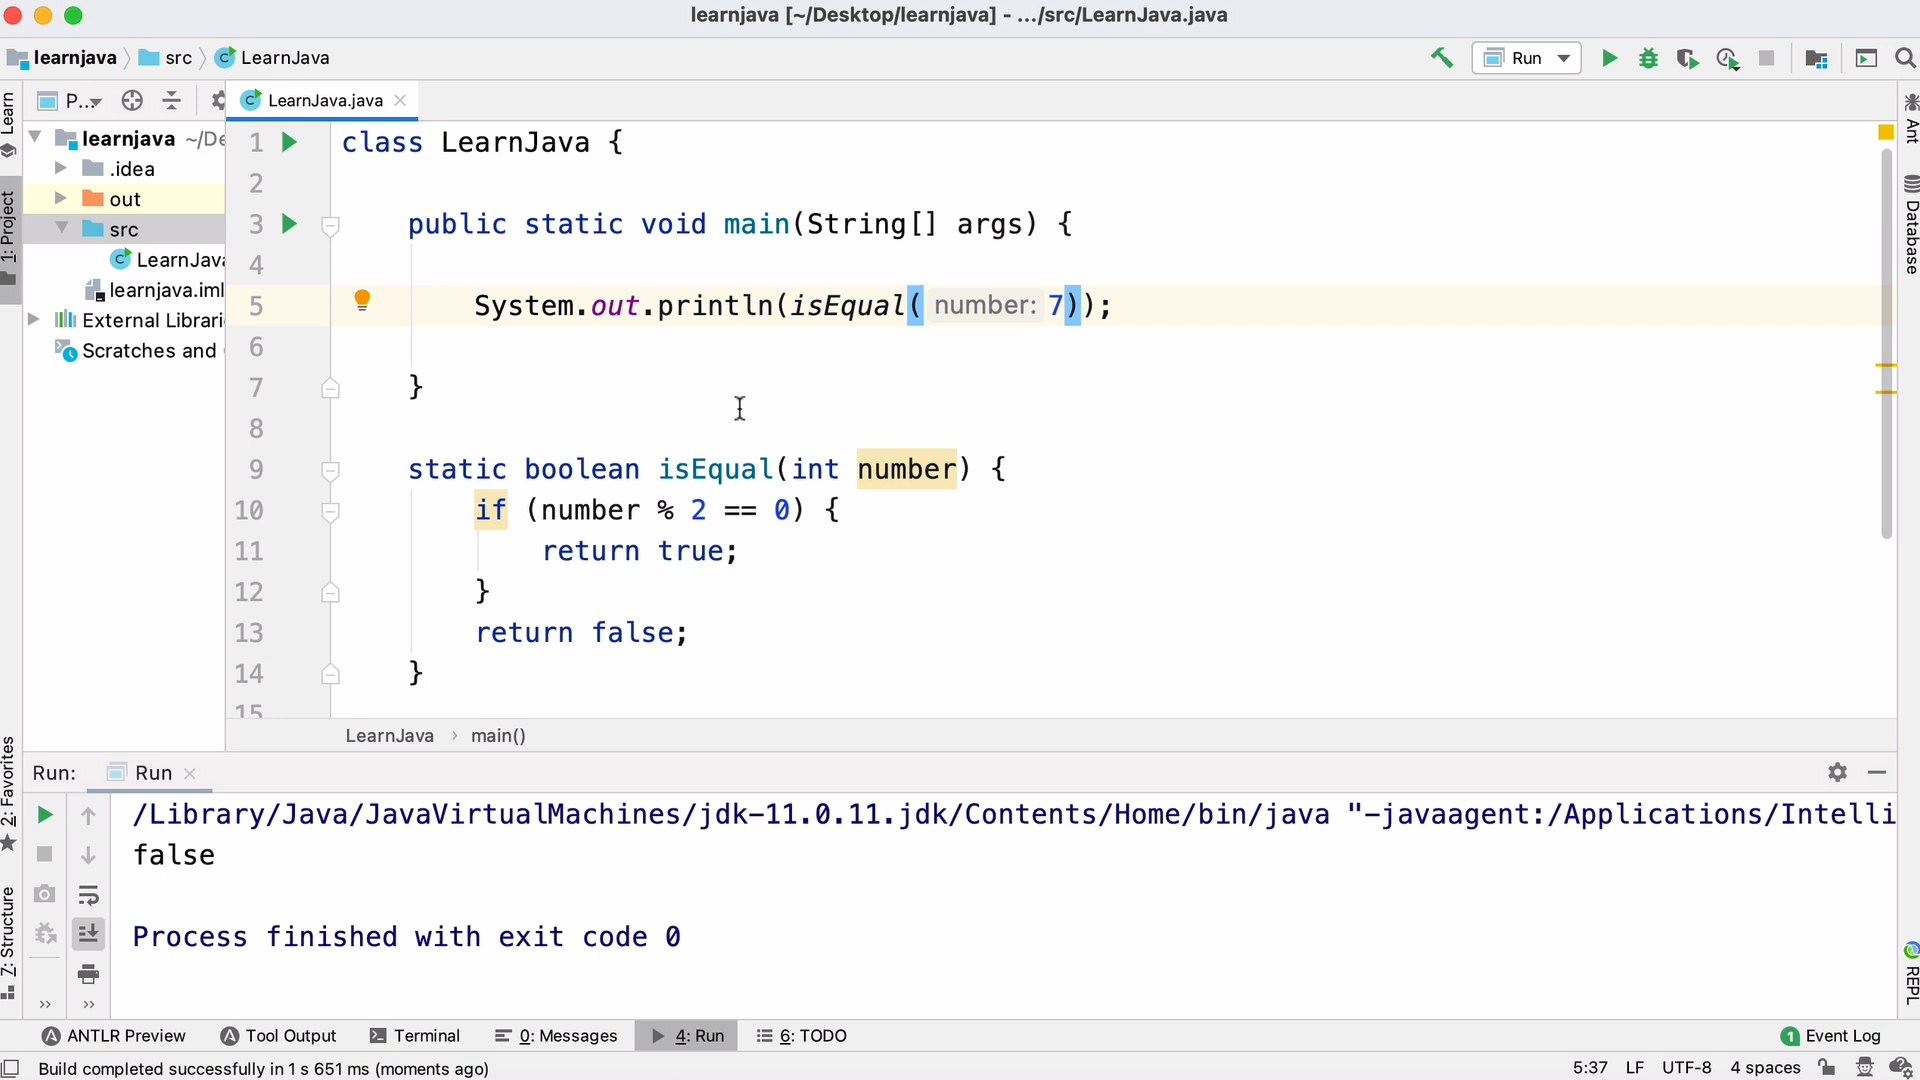 learnjava [~/Desktop/learnjava] - .../src/LearnJava.java
learnjava src LearnJava
Run
Learn
P... LearnJava.java
learnjava ~/De
.idea
out
src
LearnJava
learnjava.iml
External Librari
Scratches and
1: Project
2: Favorites
7: Structure
1 class LearnJava {
2
3 public static void main(String[] args) {
4
5 System.out.println(isEqual( number: 7));
6
7 }
8
9 static boolean isEqual(int number) {
10 if (number % 2 == 0) {
11 return true;
12 }
13 return false;
14 }
15
Ant
Database
REPL
LearnJava > main()
Run: Run
/Library/Java/JavaVirtualMachines/jdk-11.0.11.jdk/Contents/Home/bin/java "-javaagent:/Applications/Intelli
false
Process finished with exit code 0
ANTLR Preview Tool Output Terminal 0: Messages 4: Run 6: TODO 1 Event Log
Build completed successfully in 1 s 651 ms (moments ago) 5:37 LF UTF-8 4 spaces